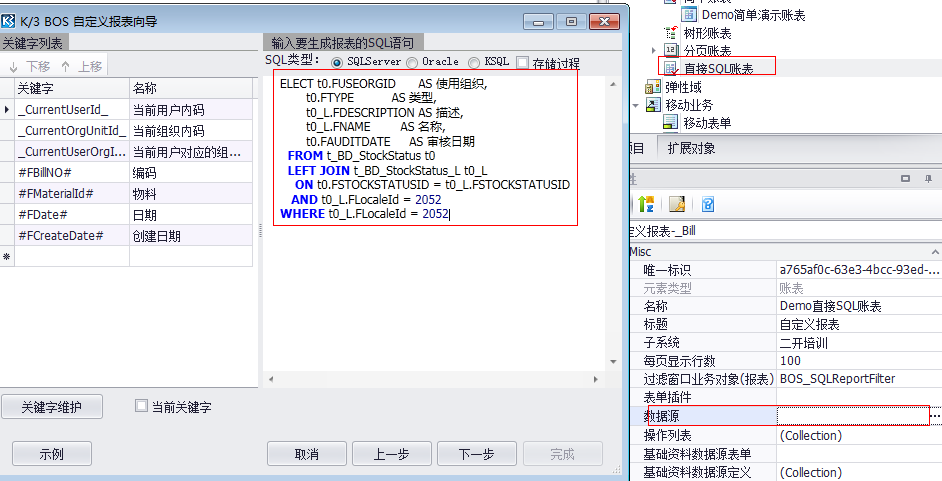 K/3 BOS 自定义报表向导
关键字列表
下移 上移
关键字 名称
_CurrentUserId_ 当前用户内码
_CurrentOrgUnitId_ 当前组织内码
_CurrentUserOrgI... 当前用户对应的组...
#FBillNO# 编码
#FMaterialId# 物料
#FDate# 日期
#FCreateDate# 创建日期
关键字维护
当前关键字
示例
输入要生成报表的SQL语句
SQL类型: SQLServer Oracle KSQL 存储过程
ELECT t0.FUSEORGID AS 使用组织,
t0.FTYPE AS 类型,
t0_L.FDESCRIPTION AS 描述,
t0_L.FNAME AS 名称,
t0.FAUDITDATE AS 审核日期
FROM t_BD_StockStatus t0
LEFT JOIN t_BD_StockStatus_L t0_L
ON t0.FSTOCKSTATUSID = t0_L.FSTOCKSTATUSID
AND t0_L.FLocaleId = 2052
WHERE t0_L.FLocaleId = 2052
取消 上一步 下一步 完成
Demo简单演示账表
树形账表
分页账表
直接SQL账表
弹性域
移动业务
移动表单
扩展对象
定义报表-_Bill
Misc
唯一标识 a765af0c-63e3-4bcc-93ed-...
元素类型 账表
名称 Demo直接SQL账表
标题 自定义报表
子系统 二开培训
每页显示行数 100
过滤窗口业务对象(报表) BOS_SQLReportFilter
表单插件
数据源 ...
操作列表 (Collection)
基础资料数据源表单
基础资料数据源定义 (Collection)